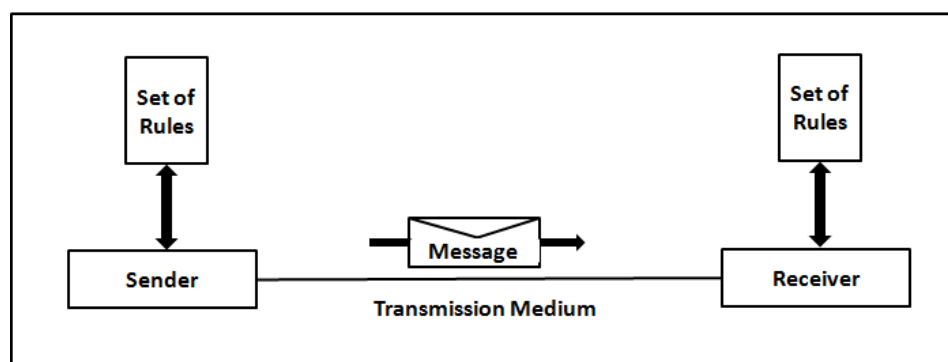 Set of
Rules
Set of
Rules
Message
Sender
Receiver
Transmission Medium